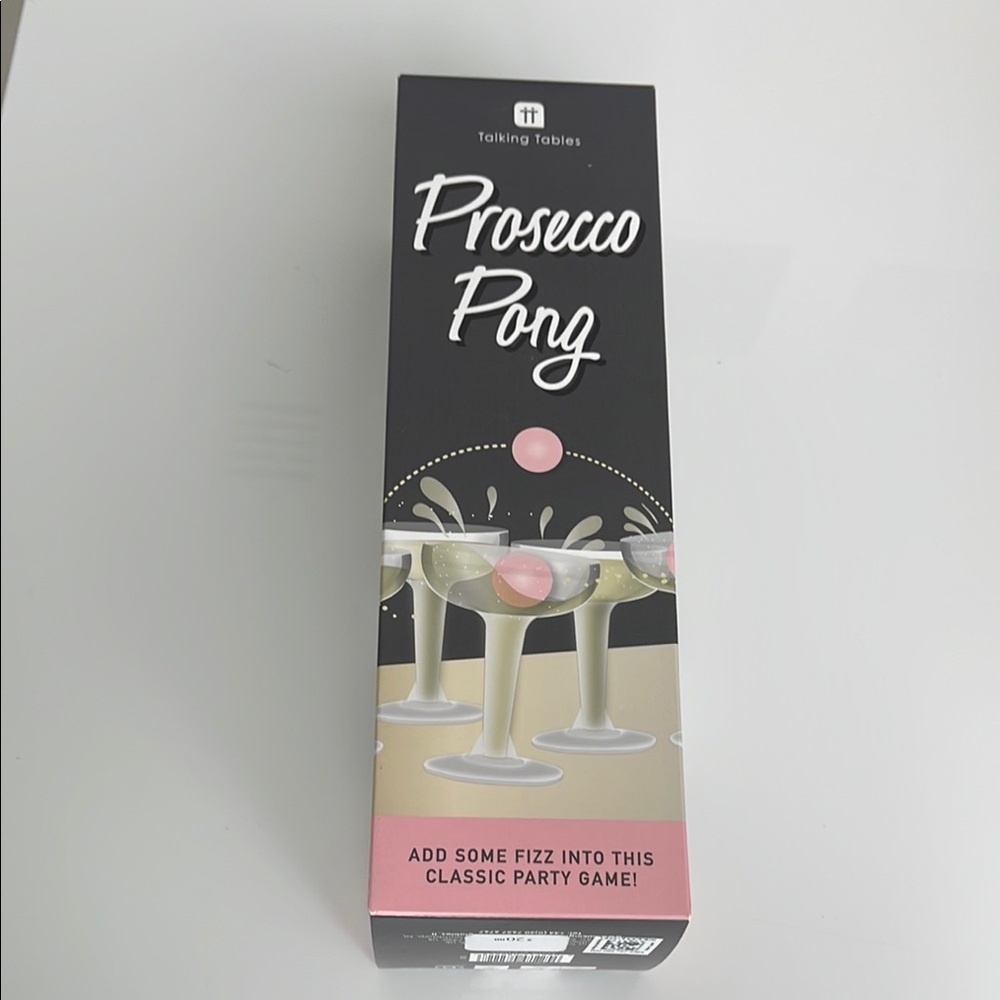 Talking Tables
Prosecco
Pong
ADD SOME FIZZ INTO THIS
CLASSIC PARTY GAME!